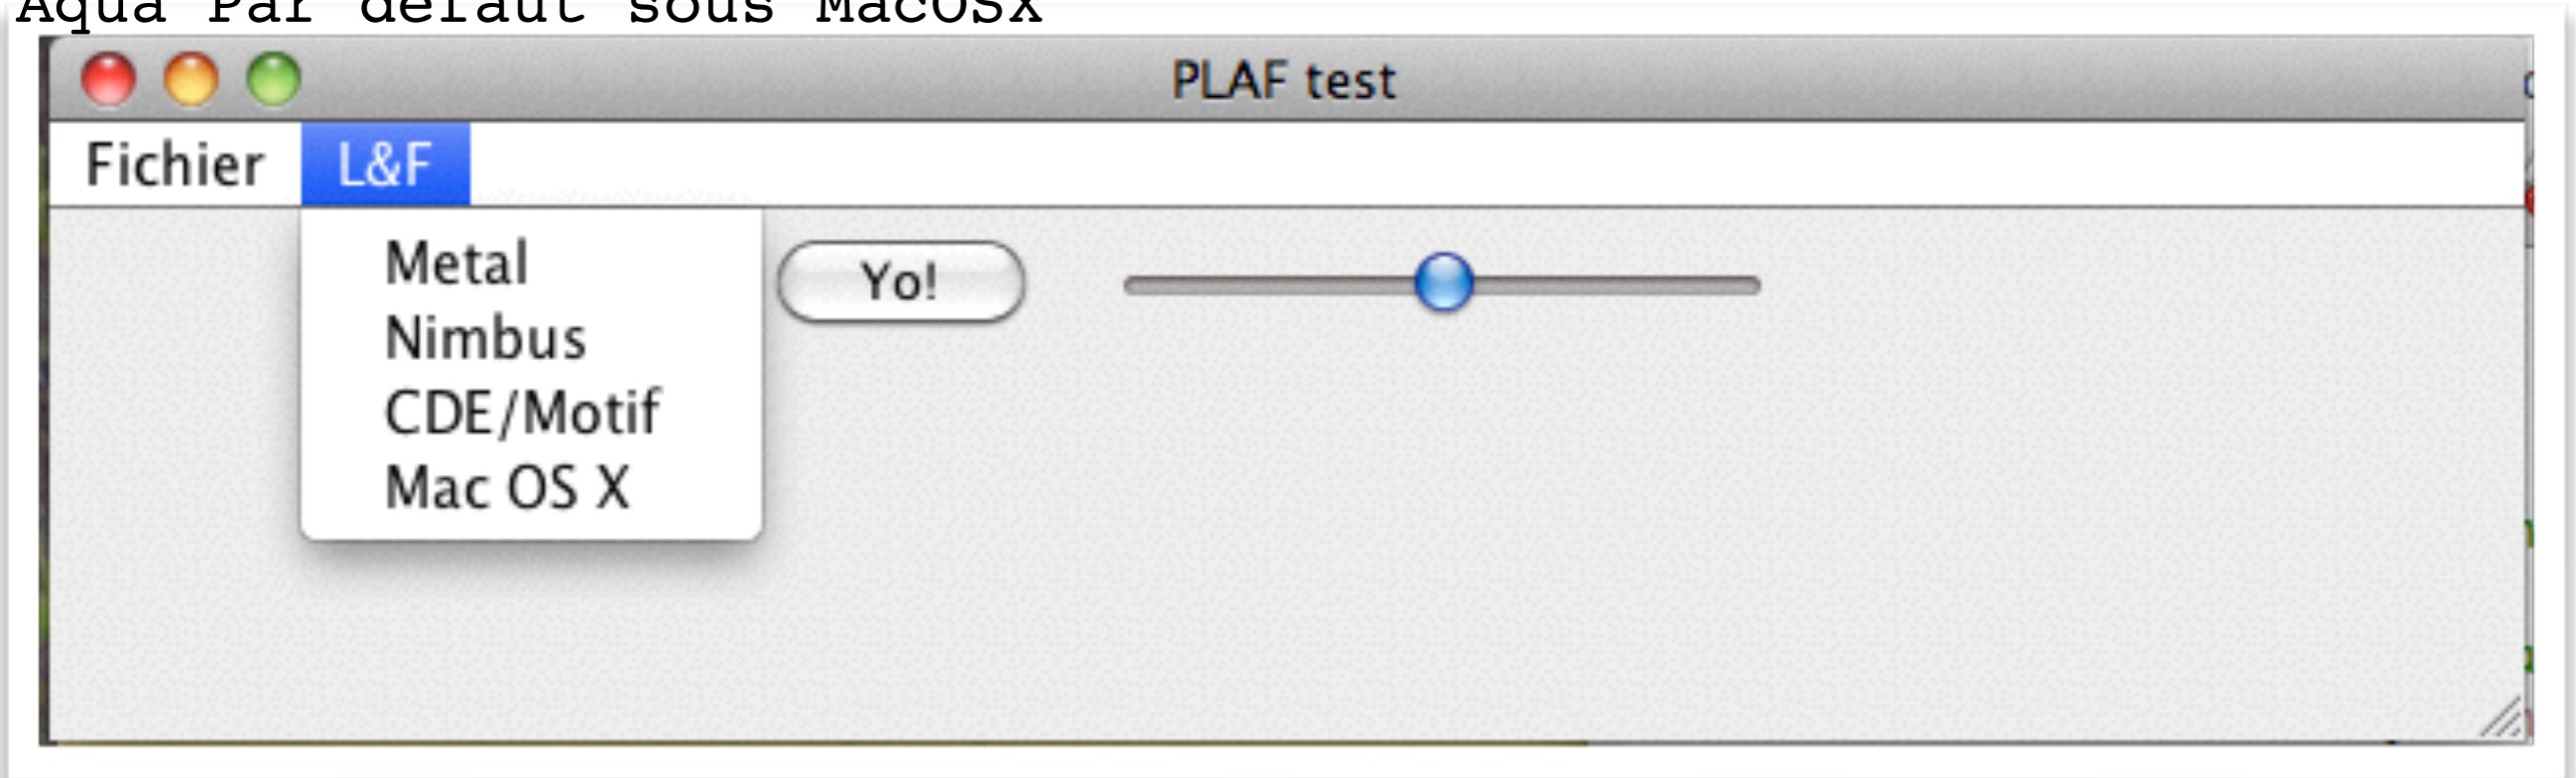 Aqua Par défaut sous MacOSX
PLAF test
Fichier L&F
Metal
Yo!
Nimbus
CDE/Motif
Mac OS X